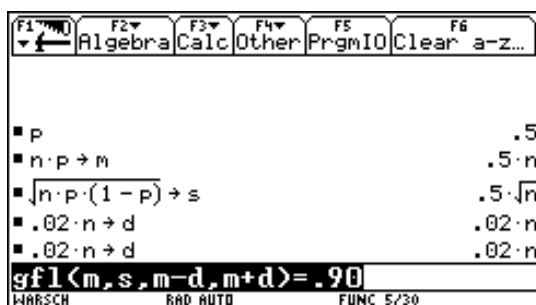 F1 F2 Algebra F3 Calc F4 Other F5 PrgmIO F6 Clear a-z…
p .5
n·p→m .5·n
√n·p·(1-p)→s .5·√n
.02·n→d .02·n
.02·n→d .02·n
gfl(m,s,m-d,m+d)=.90
WARSCH RAD AUTO FUNC 5/30